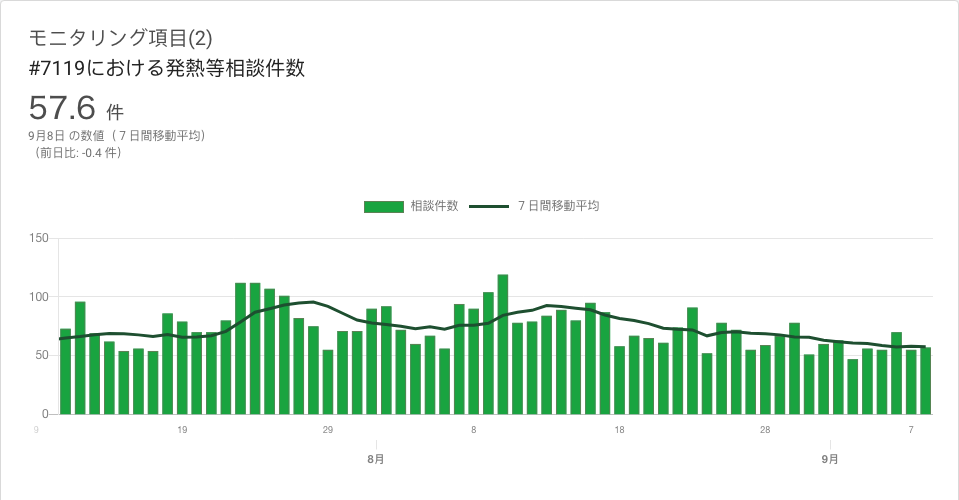 モニタリング項目(2)
#7119における発熱等相談件数
57.6 件
9月8日 の数値（７日間移動平均）
（前日比: -0.4 件）
相談件数 ７日間移動平均
150
100
50
0
9 19 29 8 18 28 7
8月 9月